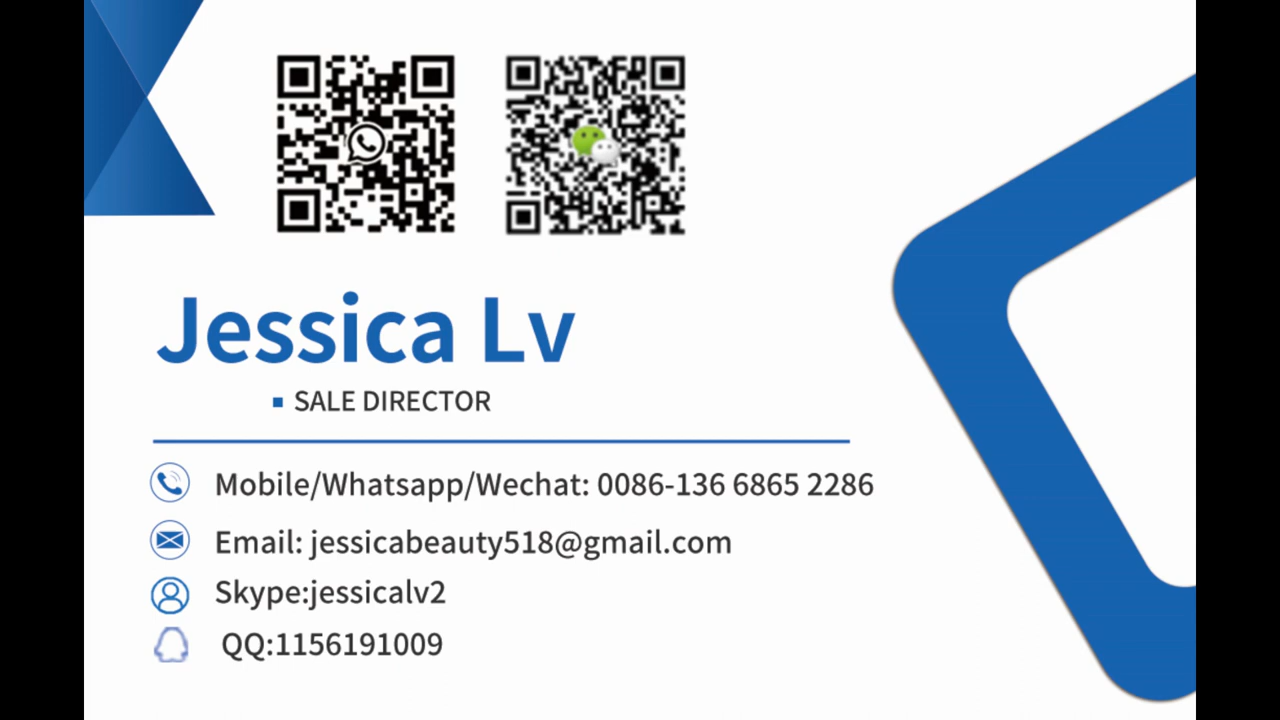 Jessica Lv
SALE DIRECTOR
Mobile/Whatsapp/Wechat: 0086-136 6865 2286
Email: jessicabeauty518@gmail.com
Skype:jessicalv2
QQ:1156191009